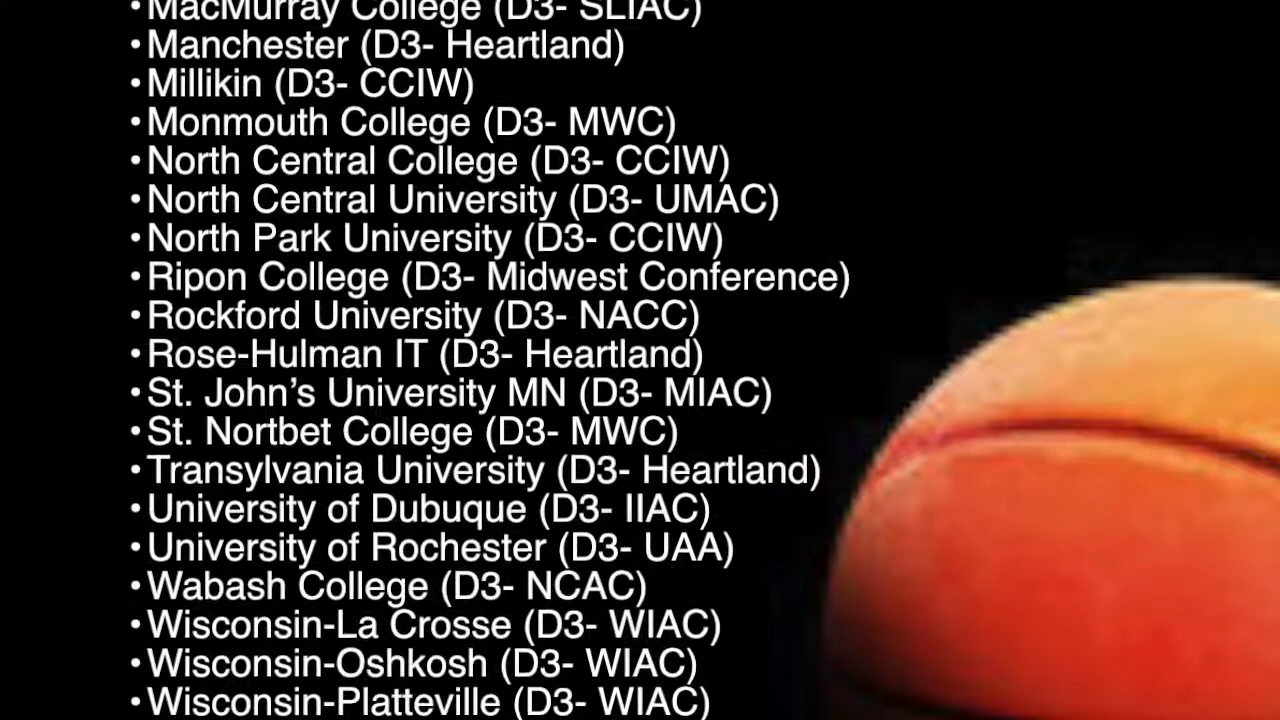 •MacMurray College (D3- SLIAC)
•Manchester (D3- Heartland)
•Millikin (D3- CCIW)
•Monmouth College (D3- MWC)
•North Central College (D3- CCIW)
•North Central University (D3- UMAC)
•North Park University (D3- CCIW)
•Ripon College (D3- Midwest Conference)
•Rockford University (D3- NACC)
•Rose-Hulman IT (D3- Heartland)
•St. John’s University MN (D3- MIAC)
•St. Nortbet College (D3- MWC)
•Transylvania University (D3- Heartland)
•University of Dubuque (D3- IIAC)
•University of Rochester (D3- UAA)
•Wabash College (D3- NCAC)
•Wisconsin-La Crosse (D3- WIAC)
•Wisconsin-Oshkosh (D3- WIAC)
•Wisconsin-Platteville (D3- WIAC)